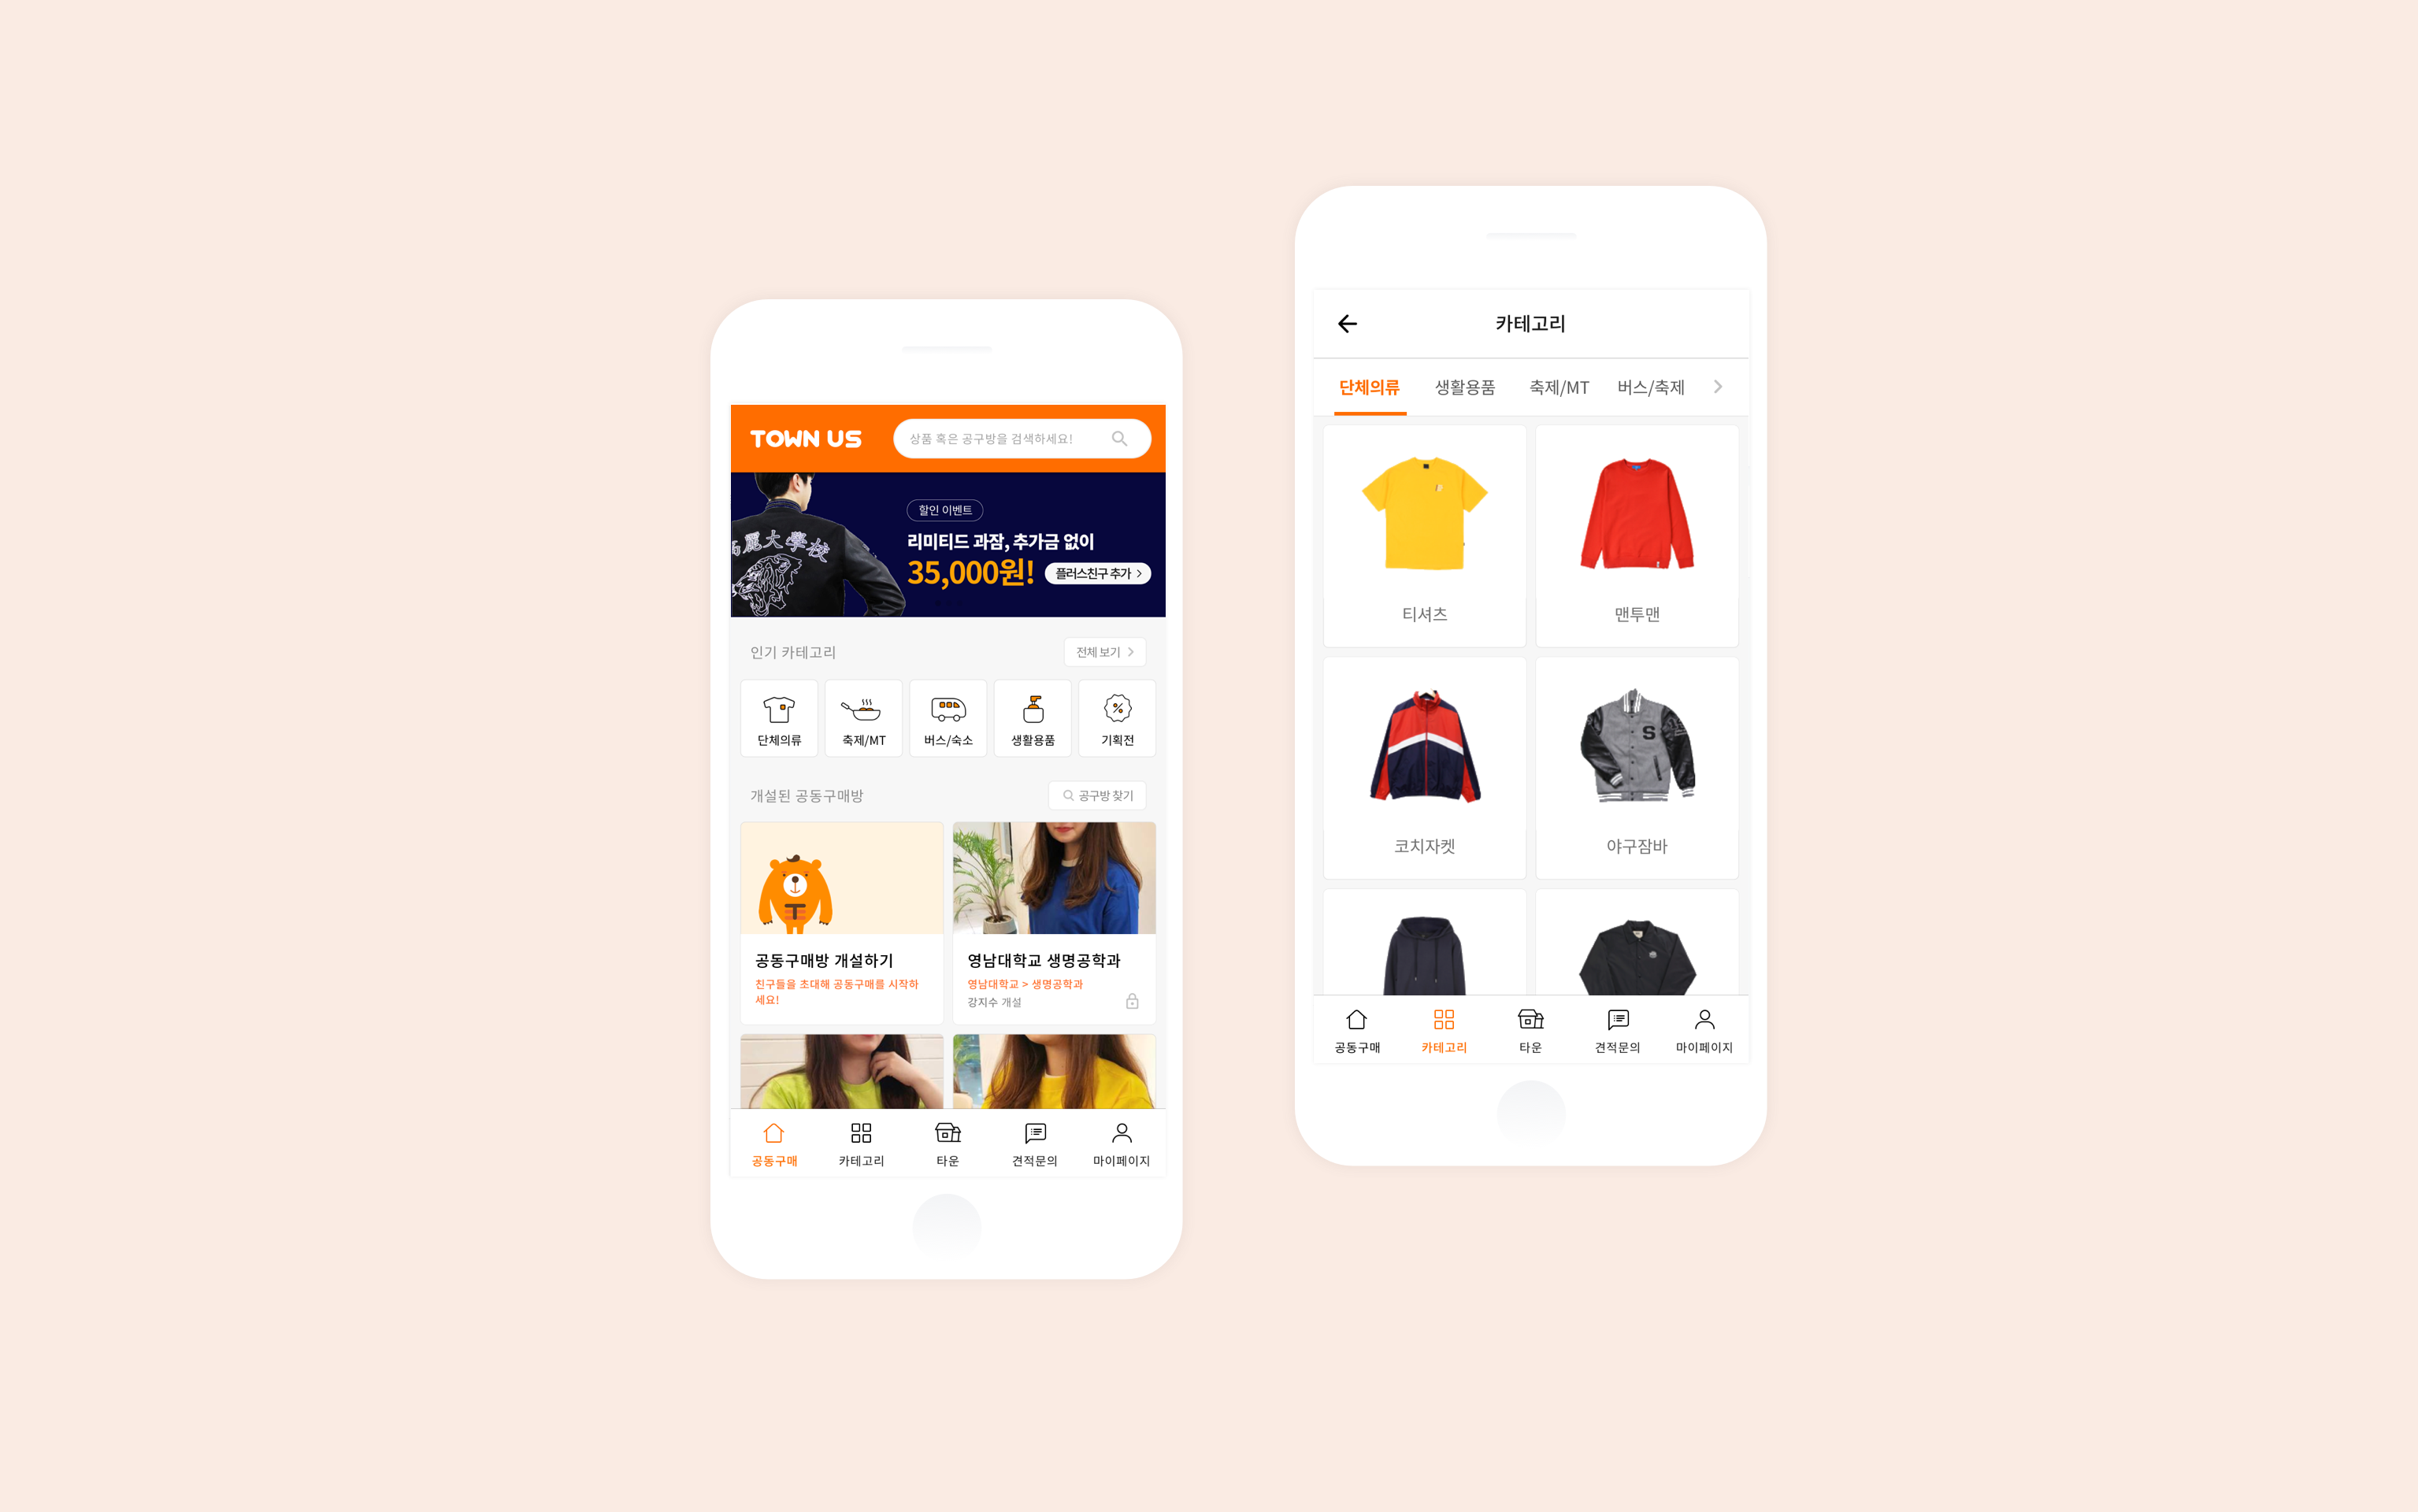 TOWN US
상품 혹은 공구방을 검색하세요!
高麗大學校
할인 이벤트
리미티드 과잠, 추가금 없이
35,000원!
플러스친구 추가
인기 카테고리
전체 보기
단체의류
축제/MT
버스/숙소
생활용품
기획전
개설된 공동구매방
공구방 찾기
T
공동구매방 개설하기
친구들을 초대해 공동구매를 시작하
세요!
영남대학교 생명공학과
영남대학교 > 생명공학과
강지수 개설
공동구매
카테고리
타운
견적문의
마이페이지
카테고리
단체의류
생활용품
축제/MT
버스/축제
티셔츠
맨투맨
코치자켓
S
야구잠바
공동구매
카테고리
타운
견적문의
마이페이지